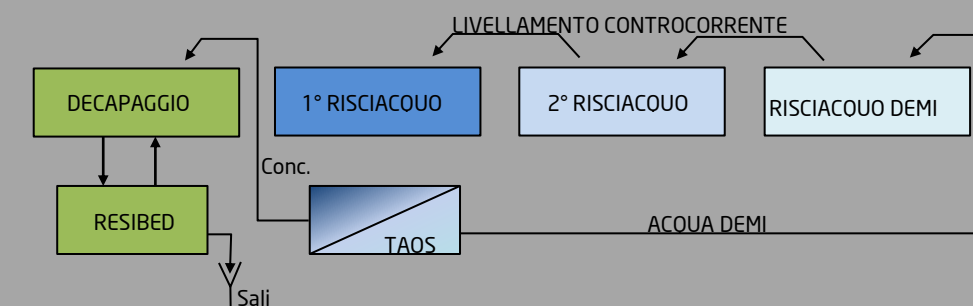 LIVELLAMENTO CONTROCORRENTE
DECAPAGGIO
1° RISCIACQUO
2° RISCIACQUO
RISCIACQUO DEMI
Conc.
RESIBED
TAOS
ACQUA DEMI
Sali